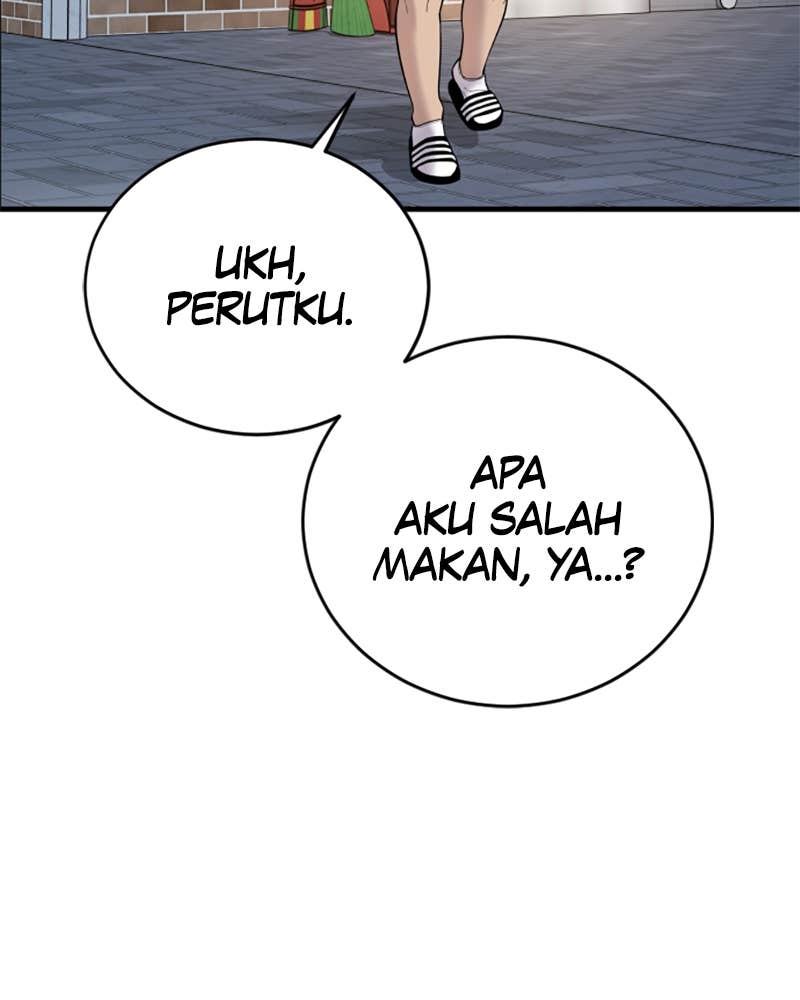 UKH,
PERUTKU.
APA
AKU SALAH
MAKAN, YA...?